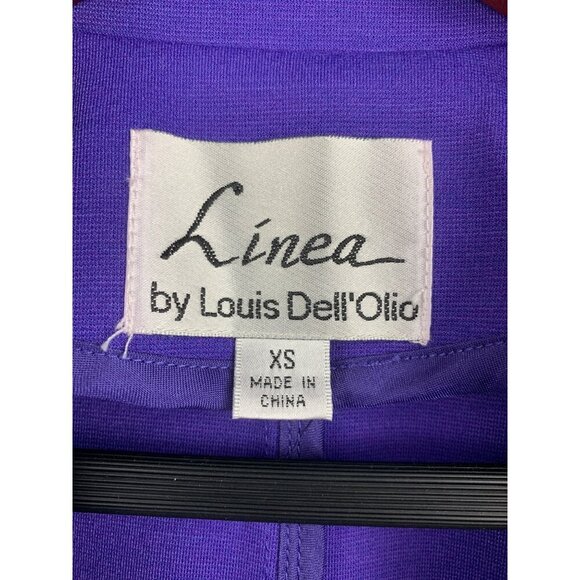 Linea
by Louis Dell'Olio
XS
MADE IN
CHINA